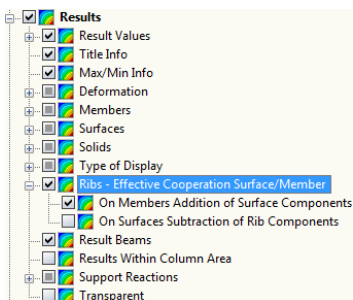 Results
Result Values
Title Info
Max/Min Info
Deformation
Members
Surfaces
Solids
Type of Display
Ribs - Effective Cooperation Surface/Member
On Members Addition of Surface Components
On Surfaces Subtraction of Rib Components
Result Beams
Results Within Column Area
Support Reactions
Transparent